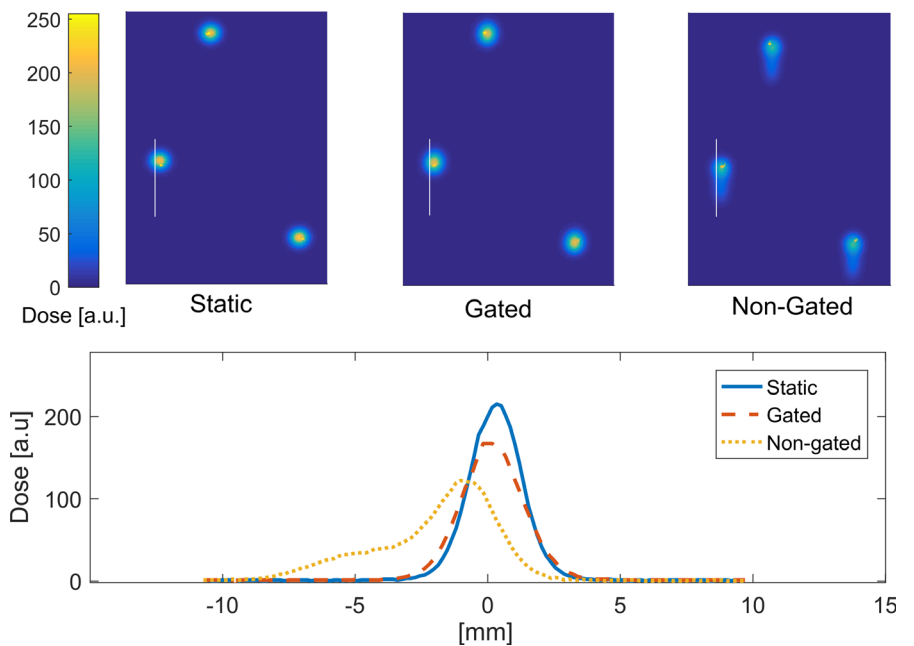 250
200
150
100
50
0
Dose [a.u.]
Static
Gated
Non-Gated
Dose [a.u]
200
100
0
-10
-5
0
5
10
15
[mm]
Static
Gated
Non-gated